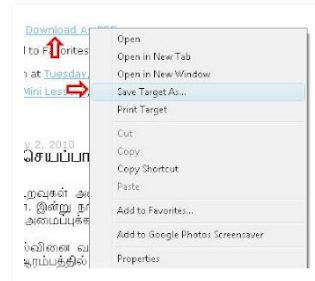 Download As PDF
Open
Open in New Tab
to Favorites
Open in New Window
at Tuesday,
Save Target As...
Mini Lesson,
Print Target
Cut
Copy
2, 2010
Copy Shortcut
செயப்பா
Paste
Add to Favorites...
Add to Google Photos Screensaver
Properties